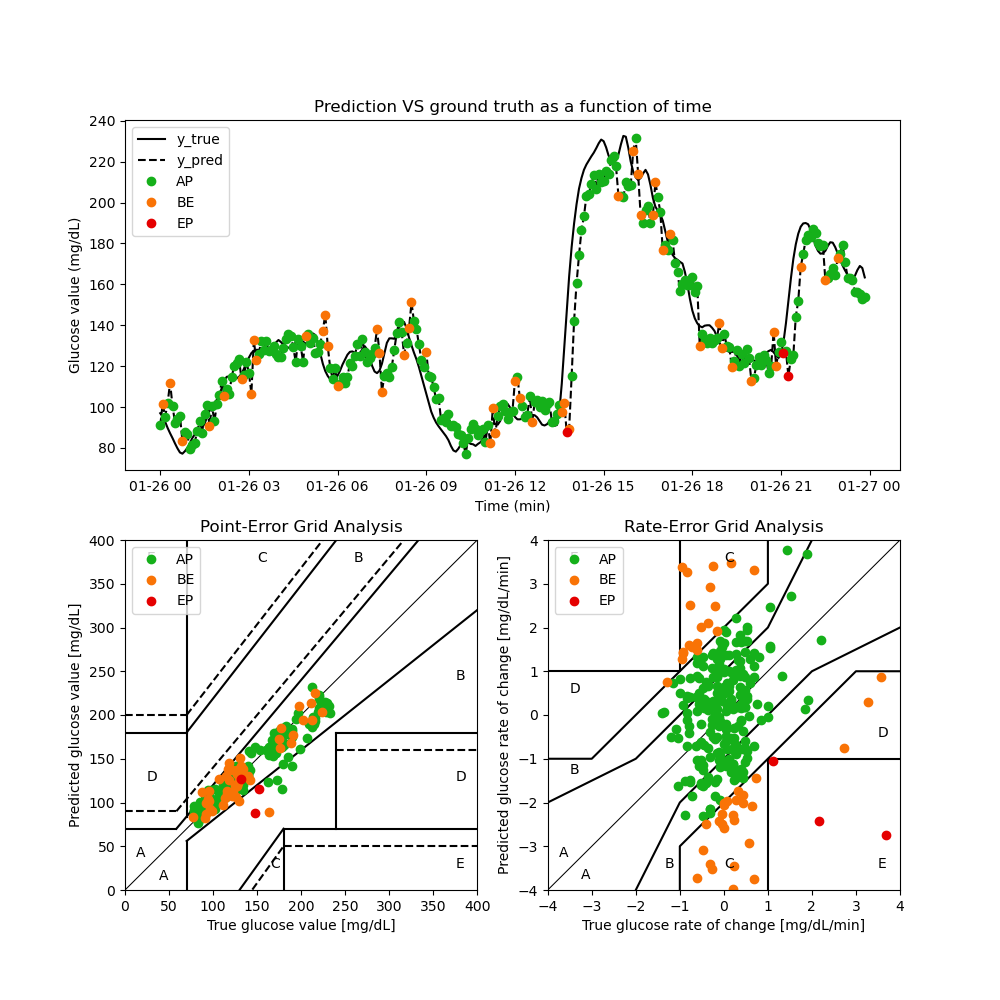 Prediction VS ground truth as a function of time
240
220
200
180
160
140
120
100
80
Glucose value (mg/dL)
y_true
y_pred
AP
BE
EP
01-26 00 01-26 03 01-26 06 01-26 09 01-26 12 01-26 15 01-26 18 01-26 21 01-27 00
Time (min)
Point-Error Grid Analysis
400
350
300
250
200
150
100
50
0
Predicted glucose value [mg/dL]
AP
BE
EP
C
B
B
D
D
A
A
C
E
0 50 100 150 200 250 300 350 400
True glucose value [mg/dL]
Rate-Error Grid Analysis
4
3
2
1
0
−1
−2
−3
−4
Predicted glucose rate of change [mg/dL/min]
AP
BE
EP
C
D
D
B
A
A
B
C
E
−4 −3 −2 −1 0 1 2 3 4
True glucose rate of change [mg/dL/min]